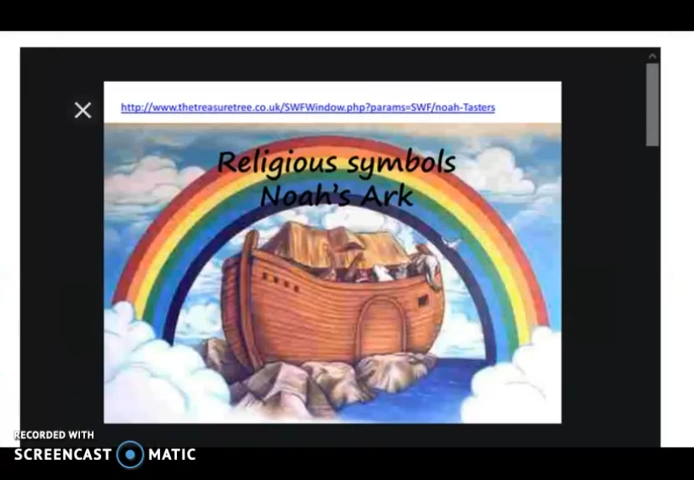 http://www.thetreasuretree.co.uk/SWFWindow.php?params=SWF/noah-Tasters
Religious symbols
Noah's Ark
RECORDED WITH
SCREENCAST MATIC